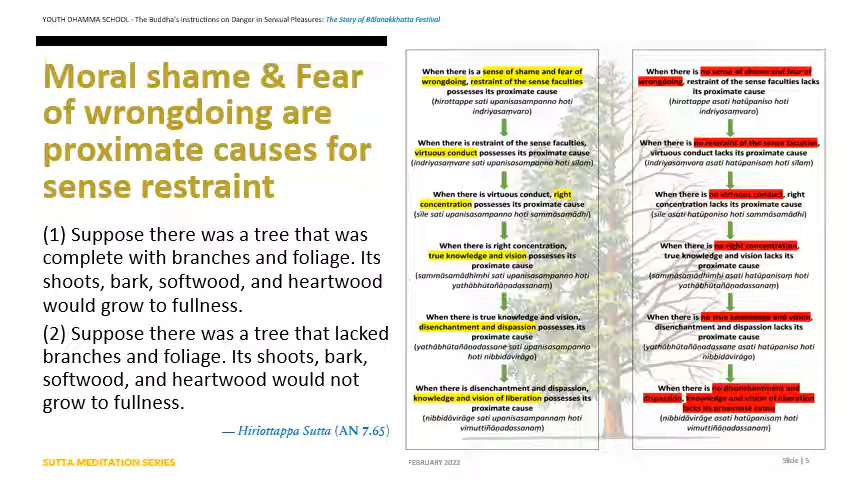 YOUTH DHAMMA SCHOOL - The Buddha's instructions on Danger in Sensual Pleasures: The Story of Bālanakkhatta Festival
Moral shame & Fear
of wrongdoing are
proximate causes for
sense restraint
(1) Suppose there was a tree that was
complete with branches and foliage. Its
shoots, bark, softwood, and heartwood
would grow to fullness.
(2) Suppose there was a tree that lacked
branches and foliage. Its shoots, bark,
softwood, and heartwood would not
grow to fullness.
— Hiriottappa Sutta (AN 7.65)
When there is a sense of shame and fear of
wrongdoing, restraint of the sense faculties
possesses its proximate cause
(hirottappe sati upanisasampanno hoti
indriyasaṃvaro)
When there is restraint of the sense faculties,
virtuous conduct possesses its proximate cause
(indriyasaṃvare sati upanisasampannaṃ hoti sīlaṃ)
When there is virtuous conduct, right
concentration possesses its proximate cause
(sīle sati upanisasampanno hoti sammāsamādhi)
When there is right concentration,
true knowledge and vision possesses its
proximate cause
(sammāsamādhimhi sati upanisasampannaṃ hoti
yathābhūtañāṇadassanaṃ)
When there is true knowledge and vision,
disenchantment and dispassion possesses its
proximate cause
(yathābhūtañāṇadassane sati upanisasampanno
hoti nibbidāvirāgo)
When there is disenchantment and dispassion,
knowledge and vision of liberation possesses its
proximate cause
(nibbidāvirāge sati upanisasampannaṃ hoti
vimuttiñāṇadassanaṃ)
When there is no sense of shame and fear of
wrongdoing, restraint of the sense faculties lacks
its proximate cause
(hirottappe asati hatūpaniso hoti
indriyasaṃvaro)
When there is no restraint of the sense faculties,
virtuous conduct lacks its proximate cause
(indriyasaṃvara asati hatūpanisaṃ hoti sīlaṃ)
When there is no virtuous conduct, right
concentration lacks its proximate cause
(sīle asati hatūpaniso hoti sammāsamādhi)
When there is no right concentration,
true knowledge and vision lacks its
proximate cause
(sammāsamādhimhi asati hatūpanisaṃ hoti
yathābhūtañāṇadassanaṃ)
When there is no true knowledge and vision,
disenchantment and dispassion lacks its
proximate cause
(yathābhūtañāṇadassane asati hatūpaniso hoti
nibbidāvirāgo)
When there is no disenchantment and
dispassion, knowledge and vision of liberation
lacks its proximate cause
(nibbidāvirāge asati hatūpanisaṃ hoti
vimuttiñāṇadassanaṃ)
SUTTA MEDITATION SERIES
FEBRUARY 2022
Slide | 5